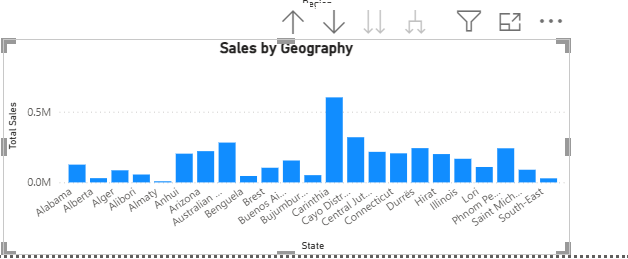 Sales by Geography
Total Sales
0.5M
0.0M
Alabama
Alberta
Alger
Alibori
Almaty
Anhui
Arizona
Australian ...
Benguela
Brest
Buenos Ai...
Bujumbur...
Carinthia
Cayo Distr...
Central Jut...
Connecticut
Durrës
Hirat
Illinois
Lori
Phnom Pe...
Saint Mich...
South-East
State